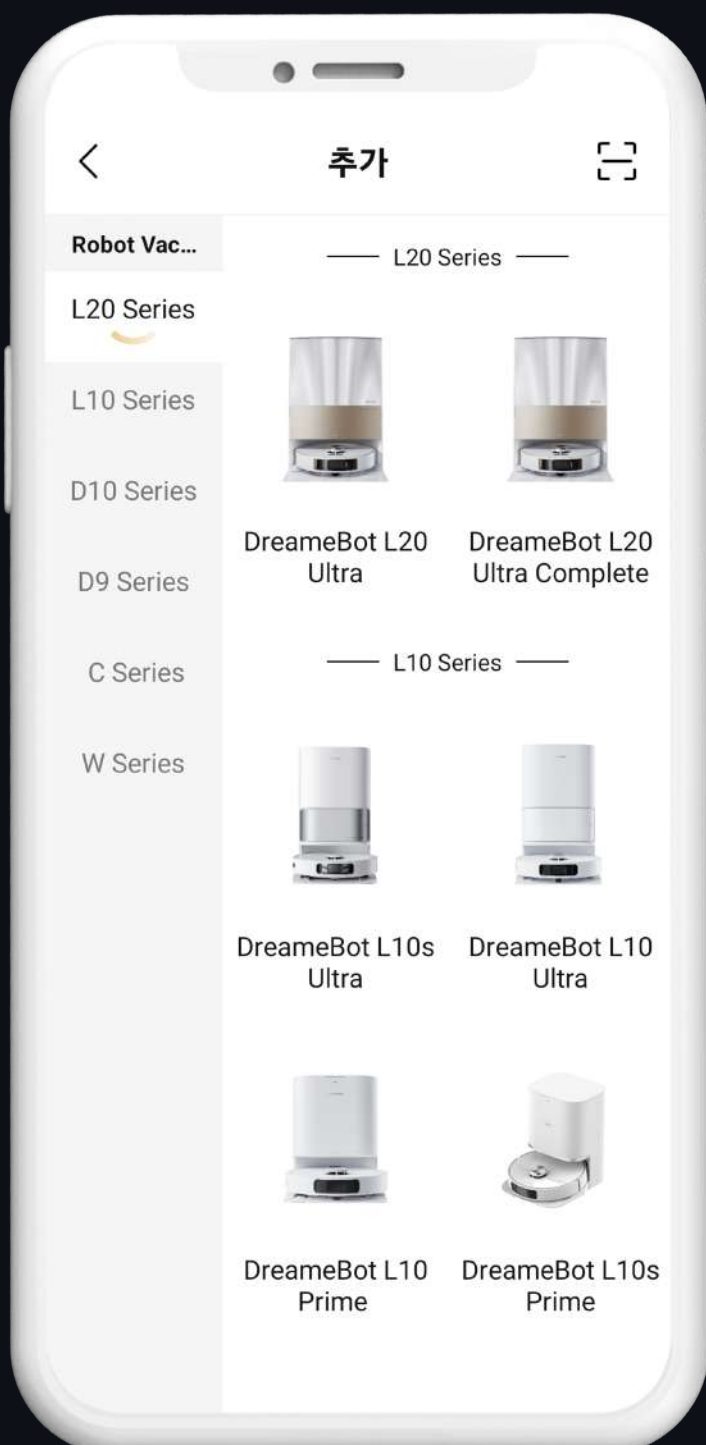 추가
Robot Vac...
L20 Series
L10 Series
D10 Series
D9 Series
C Series
W Series
L20 Series
DreameBot L20
Ultra
DreameBot L20
Ultra Complete
L10 Series
DreameBot L10s
Ultra
DreameBot L10
Ultra
DreameBot L10
Prime
DreameBot L10s
Prime